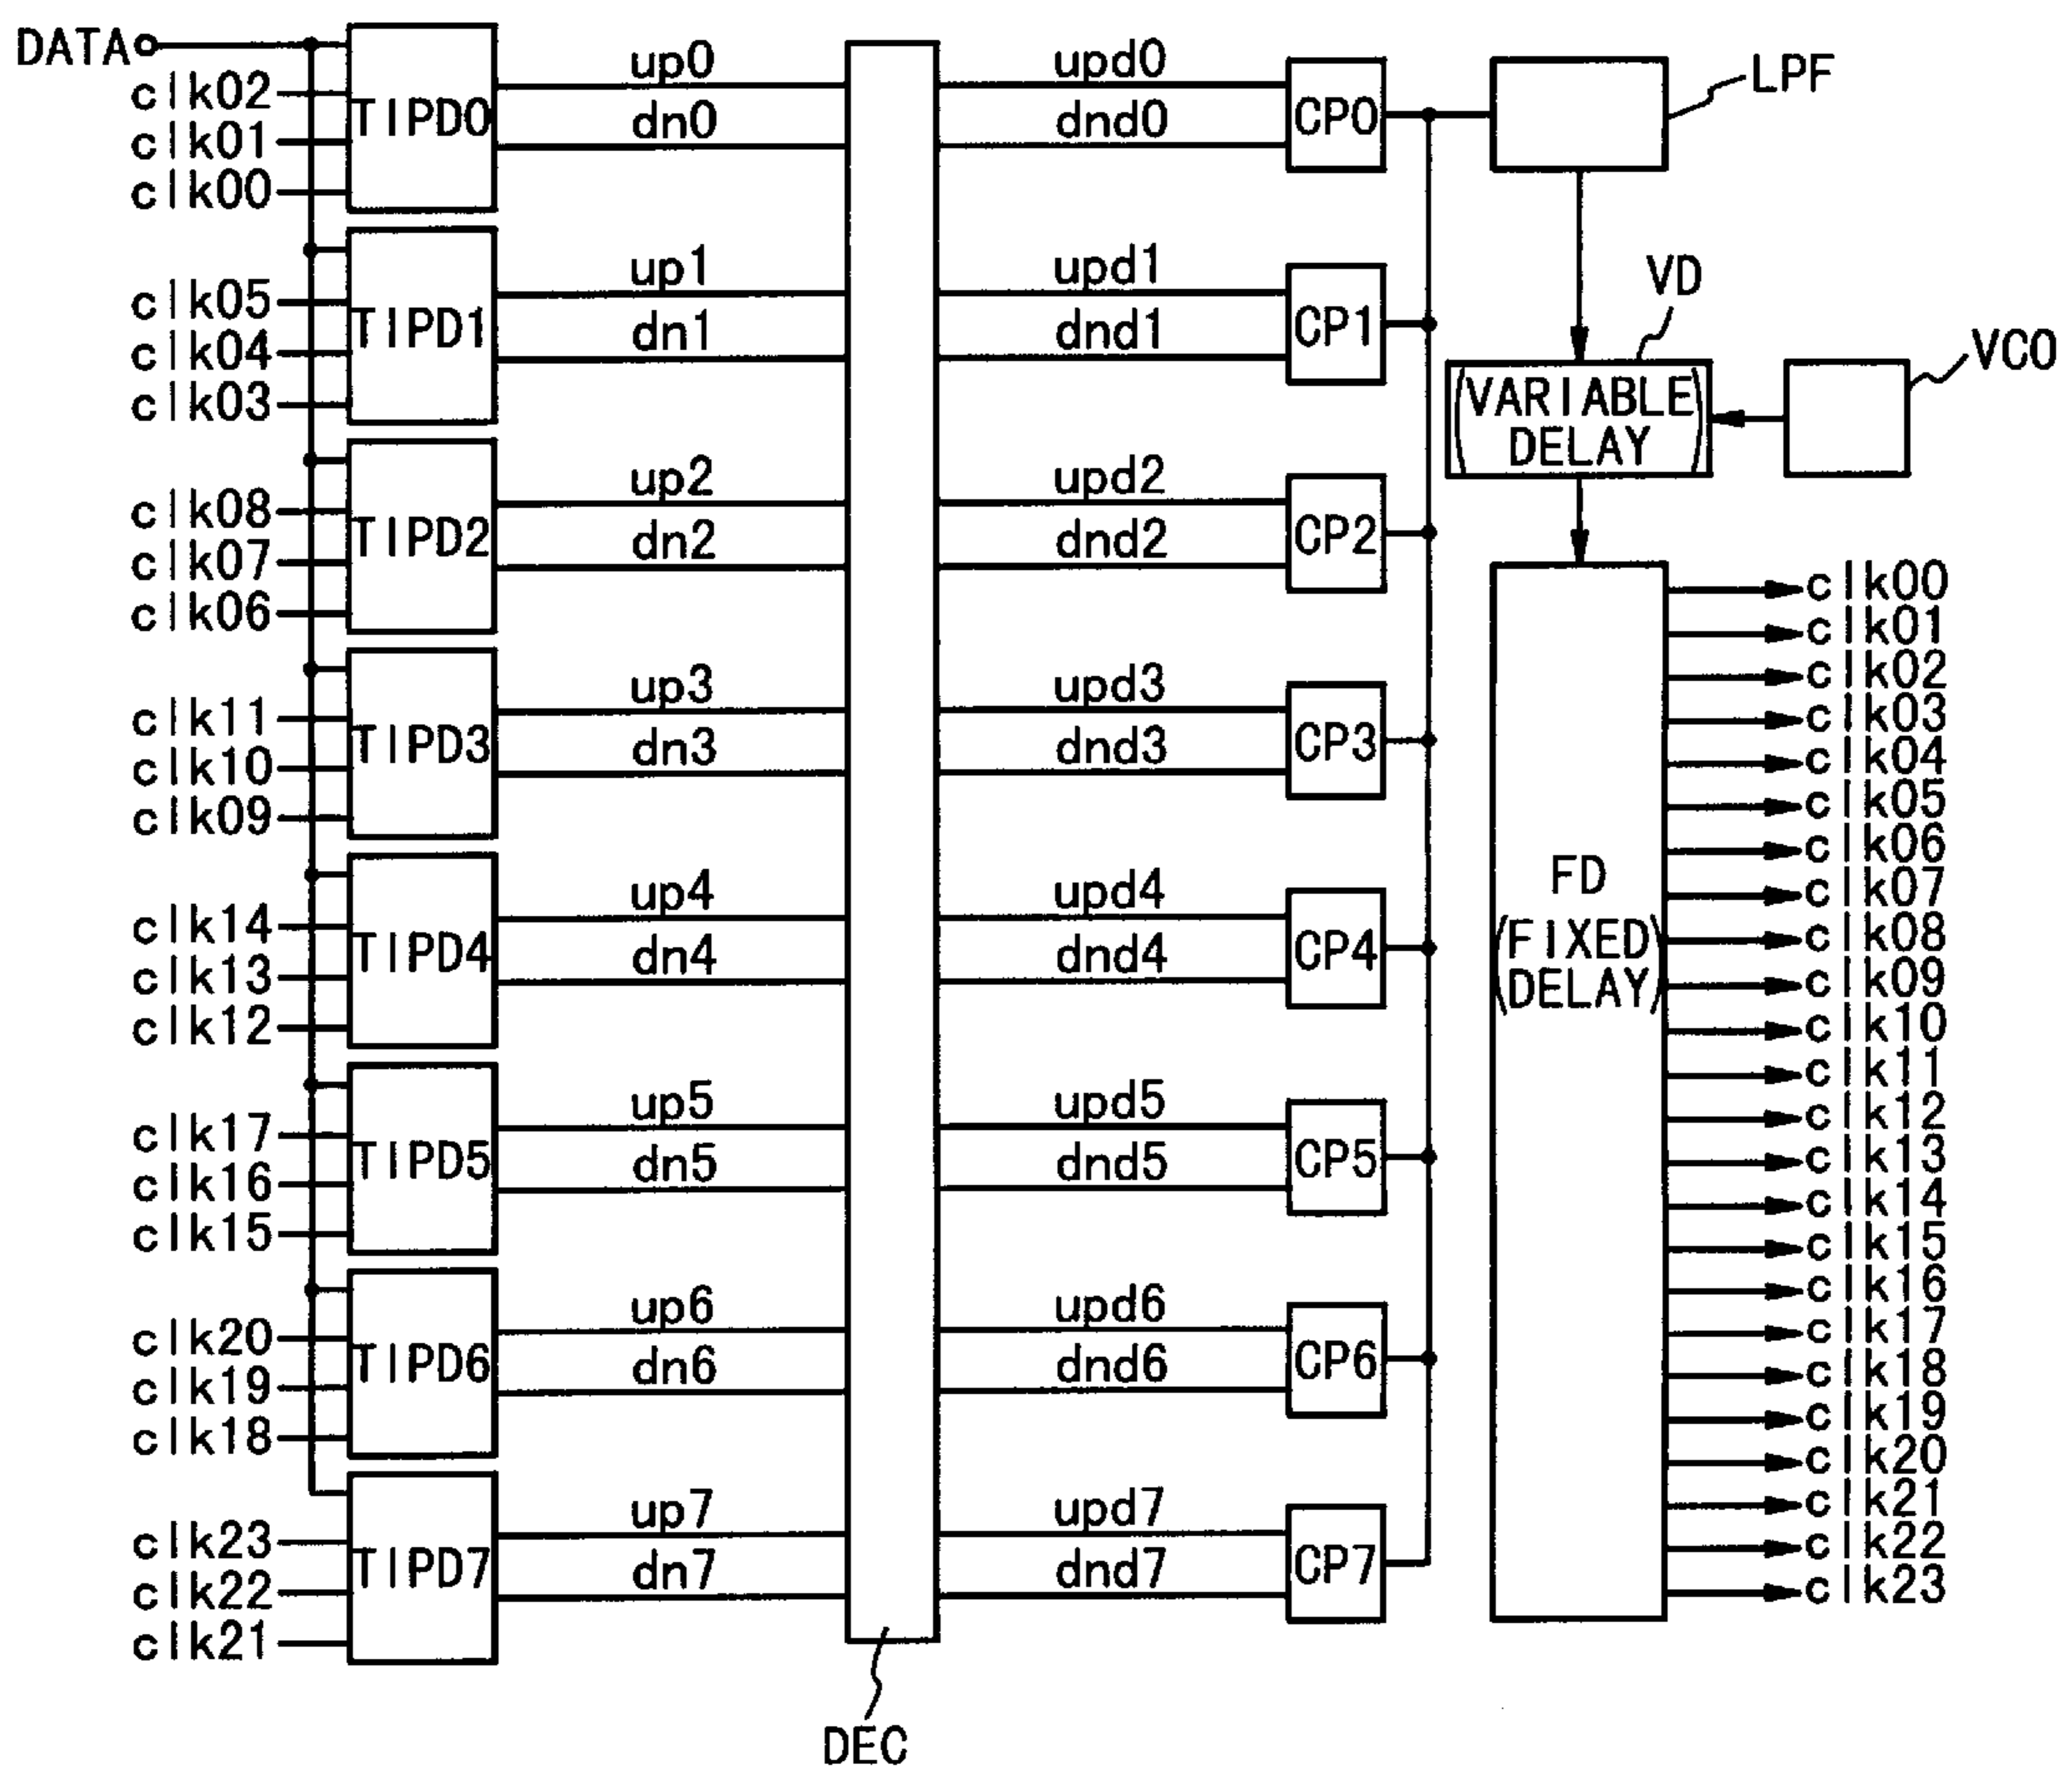 DATA
clk02
clk01
clk00
TIPD0
up0
dn0
upd0
dnd0
CP0
LPF
clk05
clk04
clk03
TIPD1
up1
dn1
upd1
dnd1
CP1
VD
(VARIABLE DELAY)
VCO
clk08
clk07
clk06
TIPD2
up2
dn2
upd2
dnd2
CP2
clk11
clk10
clk09
TIPD3
up3
dn3
upd3
dnd3
CP3
clk14
clk13
clk12
TIPD4
up4
dn4
upd4
dnd4
CP4
clk17
clk16
clk15
TIPD5
up5
dn5
upd5
dnd5
CP5
clk20
clk19
clk18
TIPD6
up6
dn6
upd6
dnd6
CP6
clk23
clk22
clk21
TIPD7
up7
dn7
upd7
dnd7
CP7
DEC
FD
(FIXED
DELAY)
clk00
clk01
clk02
clk03
clk04
clk05
clk06
clk07
clk08
clk09
clk10
clk11
clk12
clk13
clk14
clk15
clk16
clk17
clk18
clk19
clk20
clk21
clk22
clk23